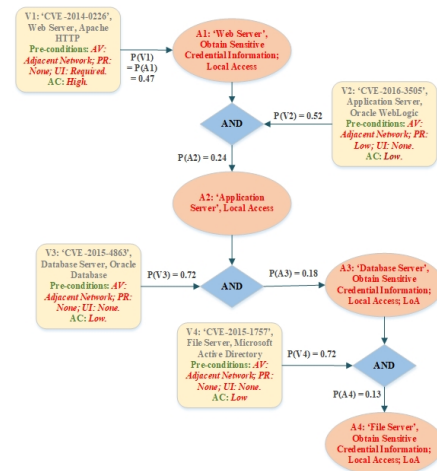 V1: 'CVE-2014-0226',
Web Server, Apache
HTTP
Pre-conditions: AV:
Adjacent Network; PR:
None; UI: Required.
AC: High.
P(V1)
= P(A1)
= 0.47
A1: 'Web Server',
Obtain Sentitive
Credential Information;
Local Access
AND
P(V2) = 0.52
V2: 'CVE-2016-3505',
Application Server,
Oracle WebLogic
Pre-conditions: AV:
Adjacent Network; PR:
Low; UI: None.
AC: Low.
P(A2) = 0.24
A2: 'Application
Server', Local Access
V3: 'CVE-2015-4863',
Database Server, Oracle
Database
Pre-conditions: AV:
Adjacent Network; PR:
None; UI: None.
AC: Low.
P(V3) = 0.72
AND
P(A3) = 0.18
A3: 'Database Server',
Obtain Sentitive
Credential Information;
Local Access; LoA
V4: 'CVE-2015-1757',
File Server, Microsoft
Active Directory
Pre-conditions: AV:
Adjacent Network; PR:
None; UI: None.
AC: Low
P(V4) = 0.72
AND
P(A4) = 0.13
A4: 'File Server',
Obtain Sentitive
Credential Information;
Local Access; LoA